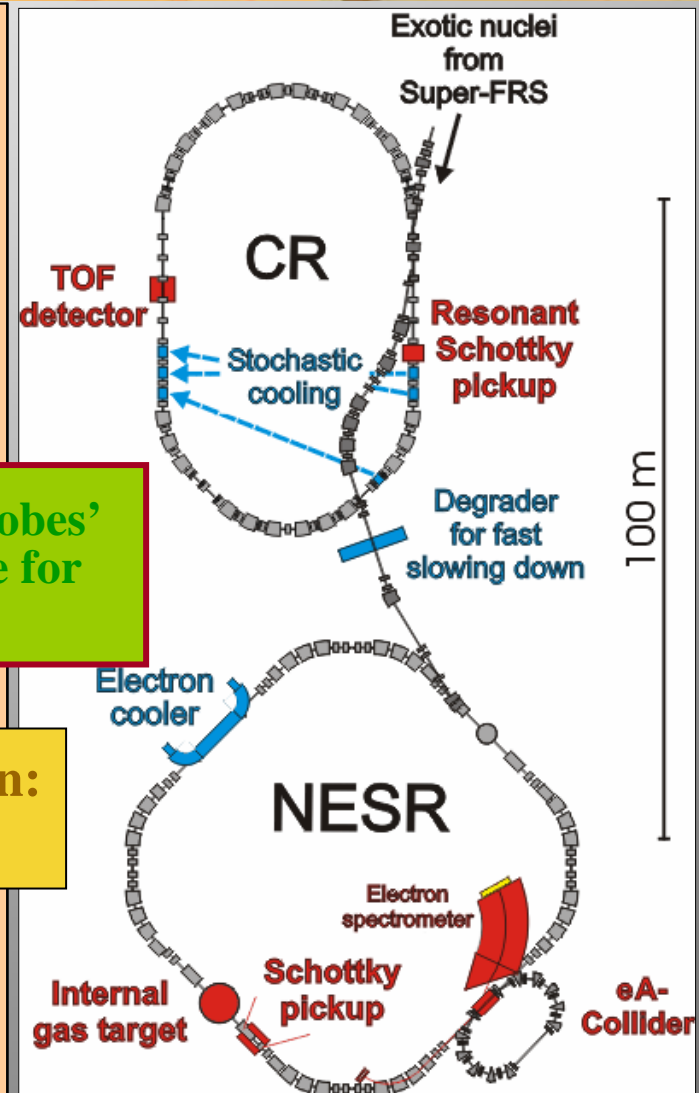 Exotic nuclei
from
Super-FRS
CR
TOF
detector
Resonant
Schottky
pickup
Stochastic
cooling
100 m
obes’
e for
Degrader
for fast
slowing down
Electron
cooler
n:
NESR
Electron
spectrometer
Internal
gas target
Schottky
pickup
eA-
Collider